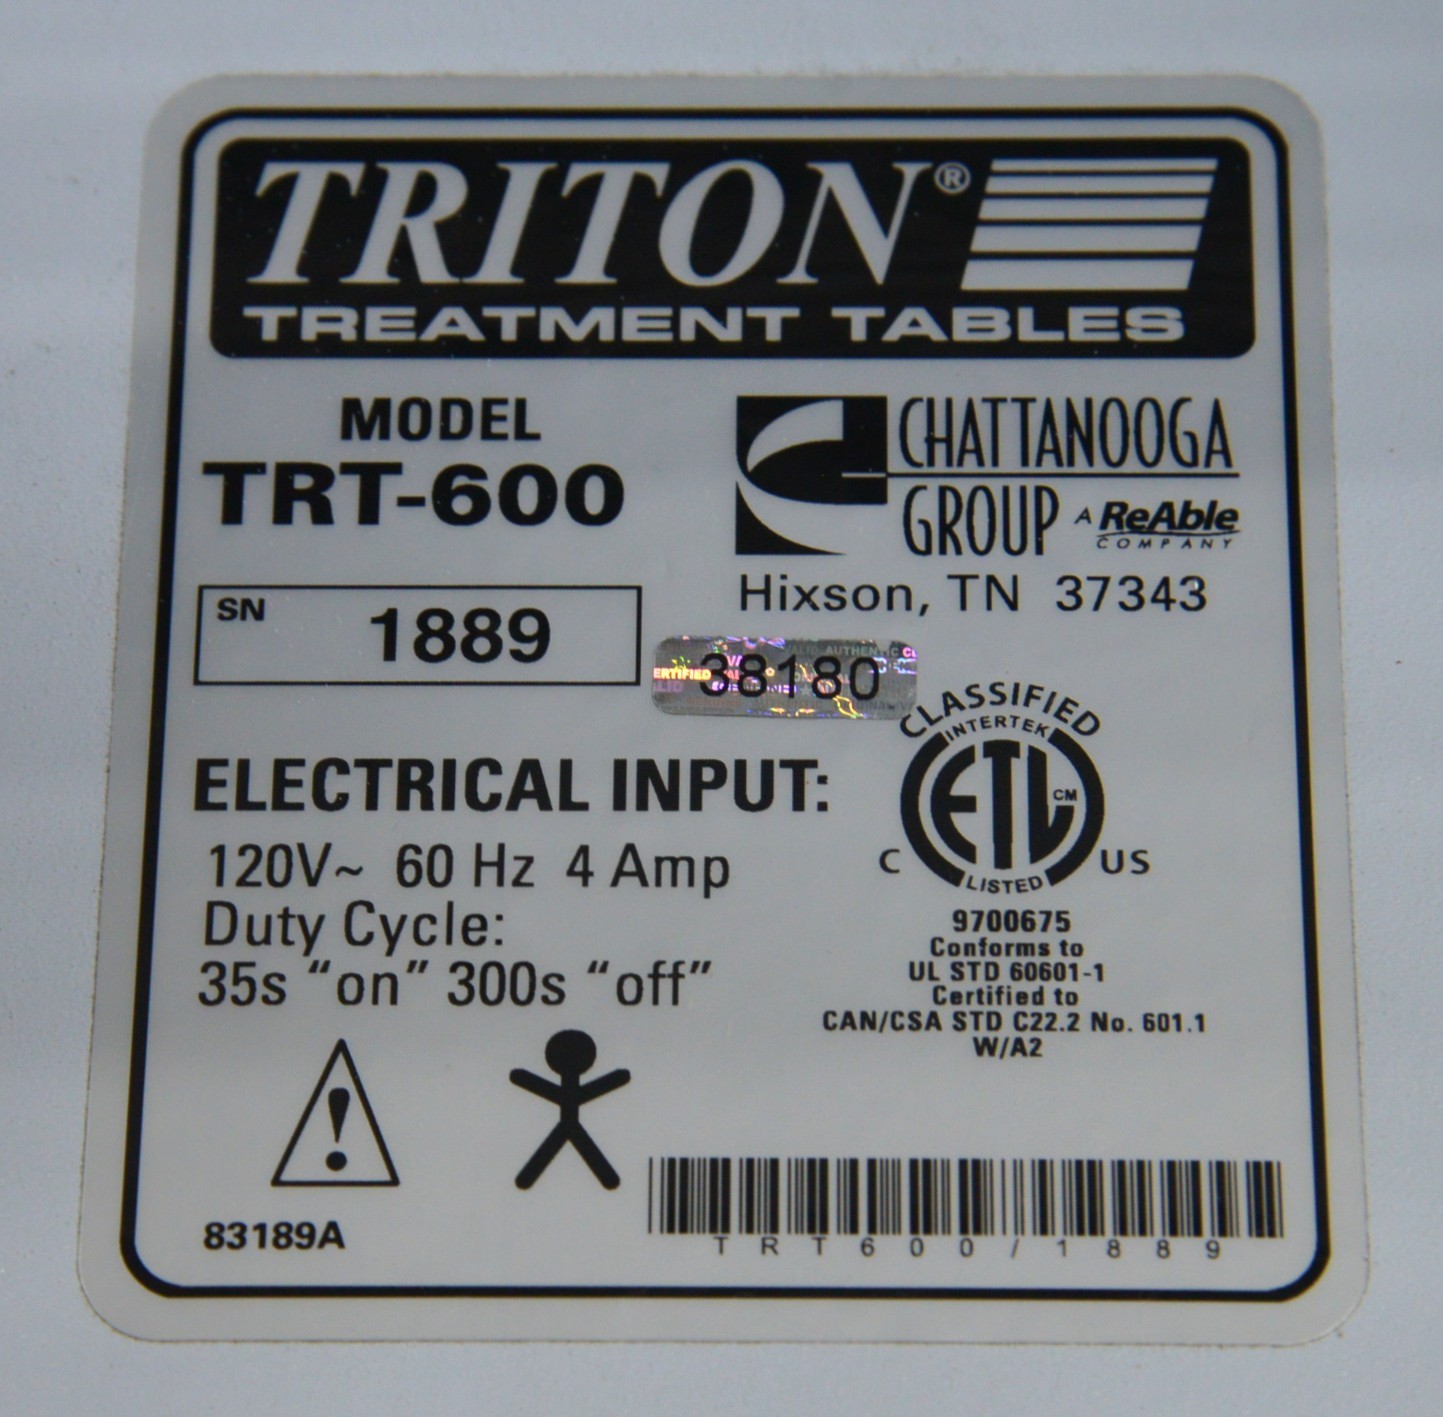 TRITON®
TREATMENT TABLES
MODEL
TRT-600
CHATTANOOGA
GROUP A ReAble
COMPANY
Hixson, TN 37343
SN 1889
38180
ELECTRICAL INPUT:
120V~ 60 Hz 4 Amp
Duty Cycle:
35s “on” 300s “off”
CLASSIFIED
INTERTEK
ETL CM
C US
LISTED
9700675
Conforms to
UL STD 60601-1
Certified to
CAN/CSA STD C22.2 No. 601.1
W/A2
!
83189A
TRT600/1889